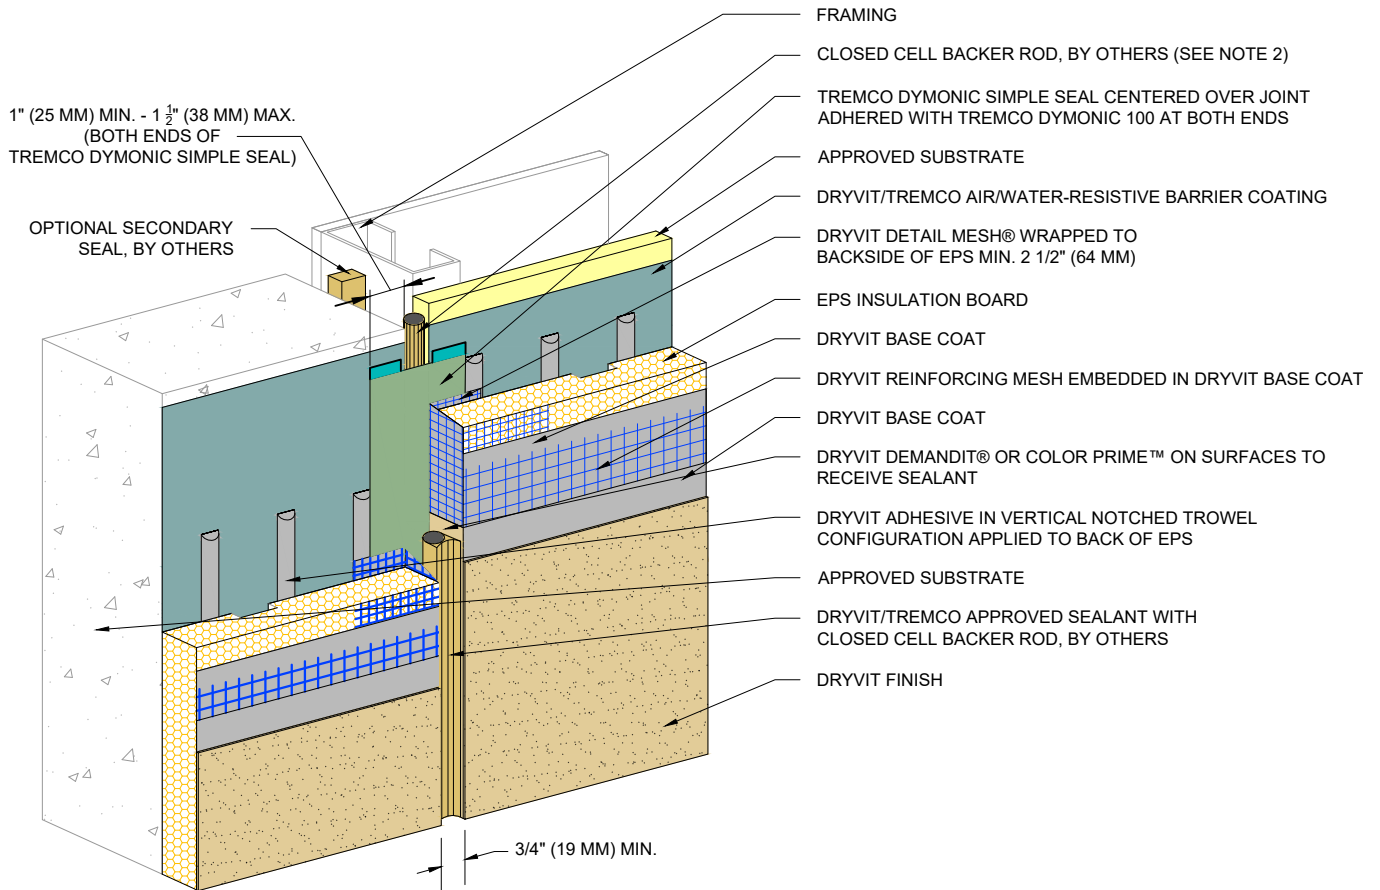 FRAMING
CLOSED CELL BACKER ROD, BY OTHERS (SEE NOTE 2)
TREMCO DYMONIC SIMPLE SEAL CENTERED OVER JOINT
ADHERED WITH TREMCO DYMONIC 100 AT BOTH ENDS
APPROVED SUBSTRATE
DRYVIT/TREMCO AIR/WATER-RESISTIVE BARRIER COATING
DRYVIT DETAIL MESH® WRAPPED TO
BACKSIDE OF EPS MIN. 2 1/2" (64 MM)
EPS INSULATION BOARD
DRYVIT BASE COAT
DRYVIT REINFORCING MESH EMBEDDED IN DRYVIT BASE COAT
DRYVIT BASE COAT
DRYVIT DEMANDIT® OR COLOR PRIME™ ON SURFACES TO
RECEIVE SEALANT
DRYVIT ADHESIVE IN VERTICAL NOTCHED TROWEL
CONFIGURATION APPLIED TO BACK OF EPS
APPROVED SUBSTRATE
DRYVIT/TREMCO APPROVED SEALANT WITH
CLOSED CELL BACKER ROD, BY OTHERS
DRYVIT FINISH
1" (25 MM) MIN. - 1 1/2" (38 MM) MAX.
(BOTH ENDS OF
TREMCO DYMONIC SIMPLE SEAL)
OPTIONAL SECONDARY
SEAL, BY OTHERS
3/4" (19 MM) MIN.